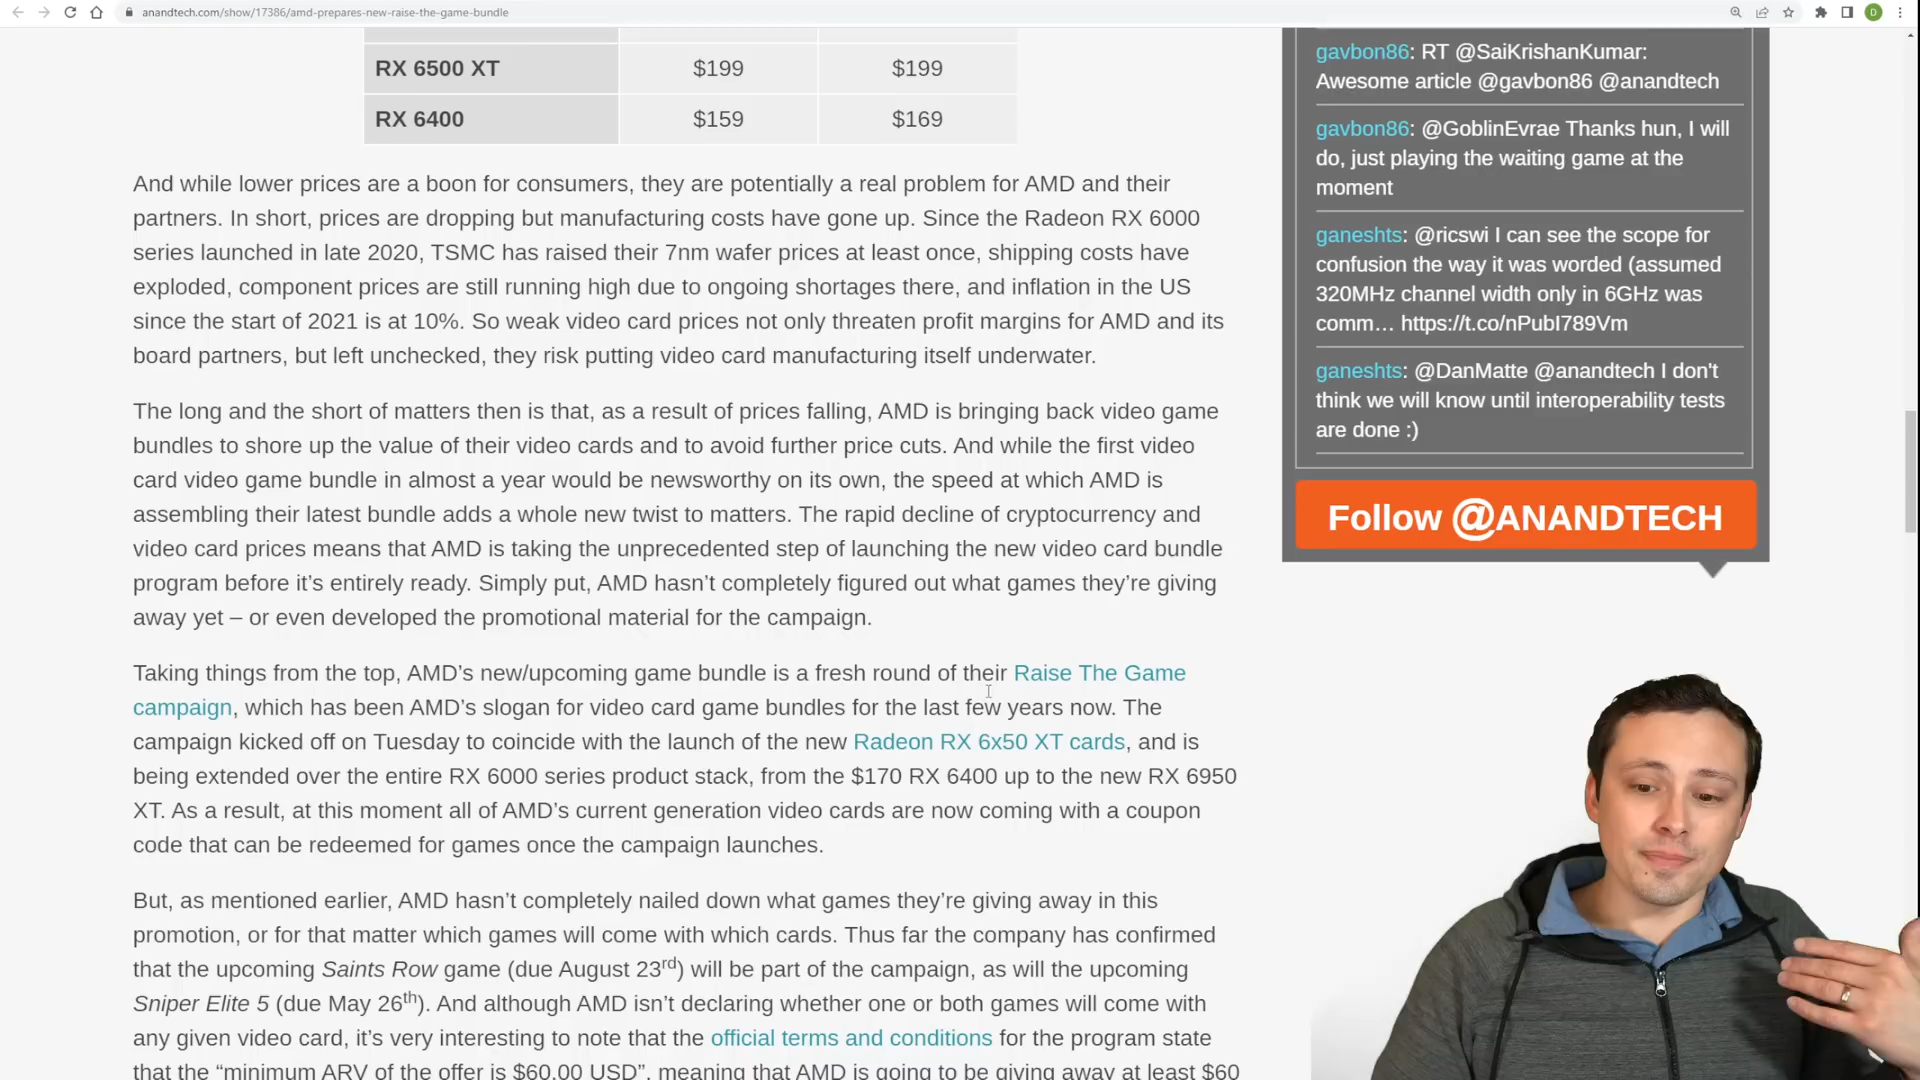 anandtech.com/show/17386/amd-prepares-new-raise-the-game-bundle
D
RX 6500 XT $199 $199
RX 6400 $159 $169
And while lower prices are a boon for consumers, they are potentially a real problem for AMD and their
partners. In short, prices are dropping but manufacturing costs have gone up. Since the Radeon RX 6000
series launched in late 2020, TSMC has raised their 7nm wafer prices at least once, shipping costs have
exploded, component prices are still running high due to ongoing shortages there, and inflation in the US
since the start of 2021 is at 10%. So weak video card prices not only threaten profit margins for AMD and its
board partners, but left unchecked, they risk putting video card manufacturing itself underwater.
The long and the short of matters then is that, as a result of prices falling, AMD is bringing back video game
bundles to shore up the value of their video cards and to avoid further price cuts. And while the first video
card video game bundle in almost a year would be newsworthy on its own, the speed at which AMD is
assembling their latest bundle adds a whole new twist to matters. The rapid decline of cryptocurrency and
video card prices means that AMD is taking the unprecedented step of launching the new video card bundle
program before it's entirely ready. Simply put, AMD hasn't completely figured out what games they're giving
away yet – or even developed the promotional material for the campaign.
Taking things from the top, AMD's new/upcoming game bundle is a fresh round of their Raise The Game
campaign, which has been AMD's slogan for video card game bundles for the last few years now. The
campaign kicked off on Tuesday to coincide with the launch of the new Radeon RX 6x50 XT cards, and is
being extended over the entire RX 6000 series product stack, from the $170 RX 6400 up to the new RX 6950
XT. As a result, at this moment all of AMD's current generation video cards are now coming with a coupon
code that can be redeemed for games once the campaign launches.
But, as mentioned earlier, AMD hasn't completely nailed down what games they're giving away in this
promotion, or for that matter which games will come with which cards. Thus far the company has confirmed
that the upcoming Saints Row game (due August 23rd) will be part of the campaign, as will the upcoming
Sniper Elite 5 (due May 26th). And although AMD isn't declaring whether one or both games will come with
any given video card, it's very interesting to note that the official terms and conditions for the program state
that the “minimum ARV of the offer is $60.00 USD”, meaning that AMD is going to be giving away at least $60
gavbon86: RT @SaiKrishanKumar:
Awesome article @gavbon86 @anandtech
gavbon86: @GoblinEvrae Thanks hun, I will
do, just playing the waiting game at the
moment
ganeshts: @ricswi I can see the scope for
confusion the way it was worded (assumed
320MHz channel width only in 6GHz was
comm… https://t.co/nPubI789Vm
ganeshts: @DanMatte @anandtech I don't
think we will know until interoperability tests
are done :)
Follow @ANANDTECH